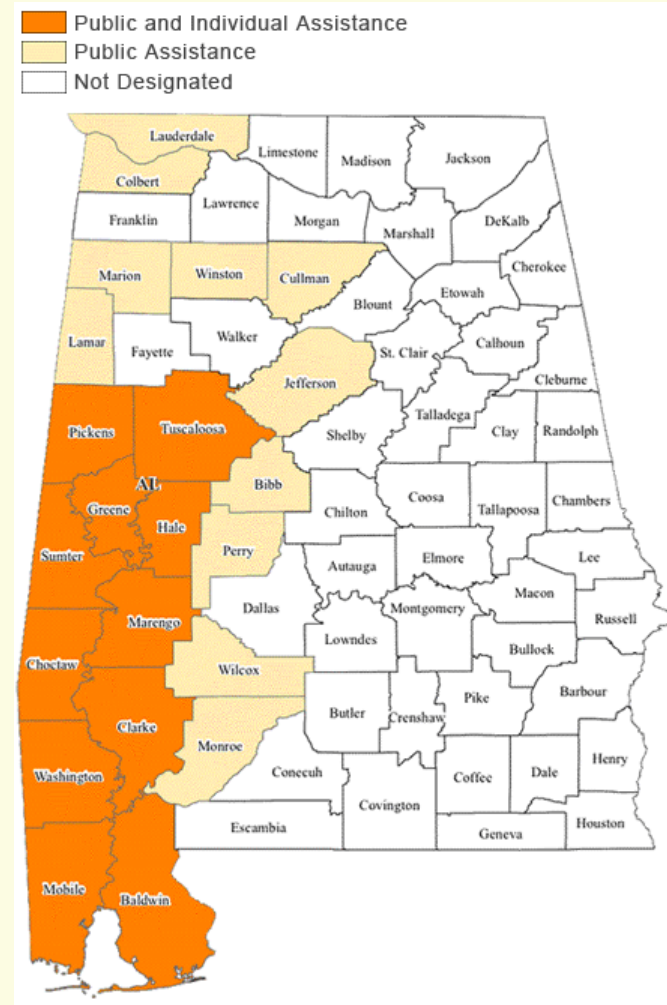 Public and Individual Assistance
Public Assistance
Not Designated
Lauderdale
Limestone
Madison
Jackson
Colbert
Lawrence
Franklin
Morgan
Marshall
DeKalb
Cherokee
Marion
Winston
Cullman
Blount
Etowah
Lamar
Fayette
Walker
St. Clair
Calhoun
Jefferson
Cleburne
Pickens
Tuscaloosa
Shelby
Talladega
Clay
Randolph
AL
Bibb
Greene
Hale
Chilton
Coosa
Tallapoosa
Chambers
Sumter
Perry
Autauga
Elmore
Lee
Marengo
Dallas
Montgomery
Macon
Russell
Choctaw
Lowndes
Bullock
Wilcox
Clarke
Butler
Crenshaw
Pike
Barbour
Monroe
Washington
Conecuh
Coffee
Dale
Henry
Covington
Escambia
Geneva
Houston
Mobile
Baldwin